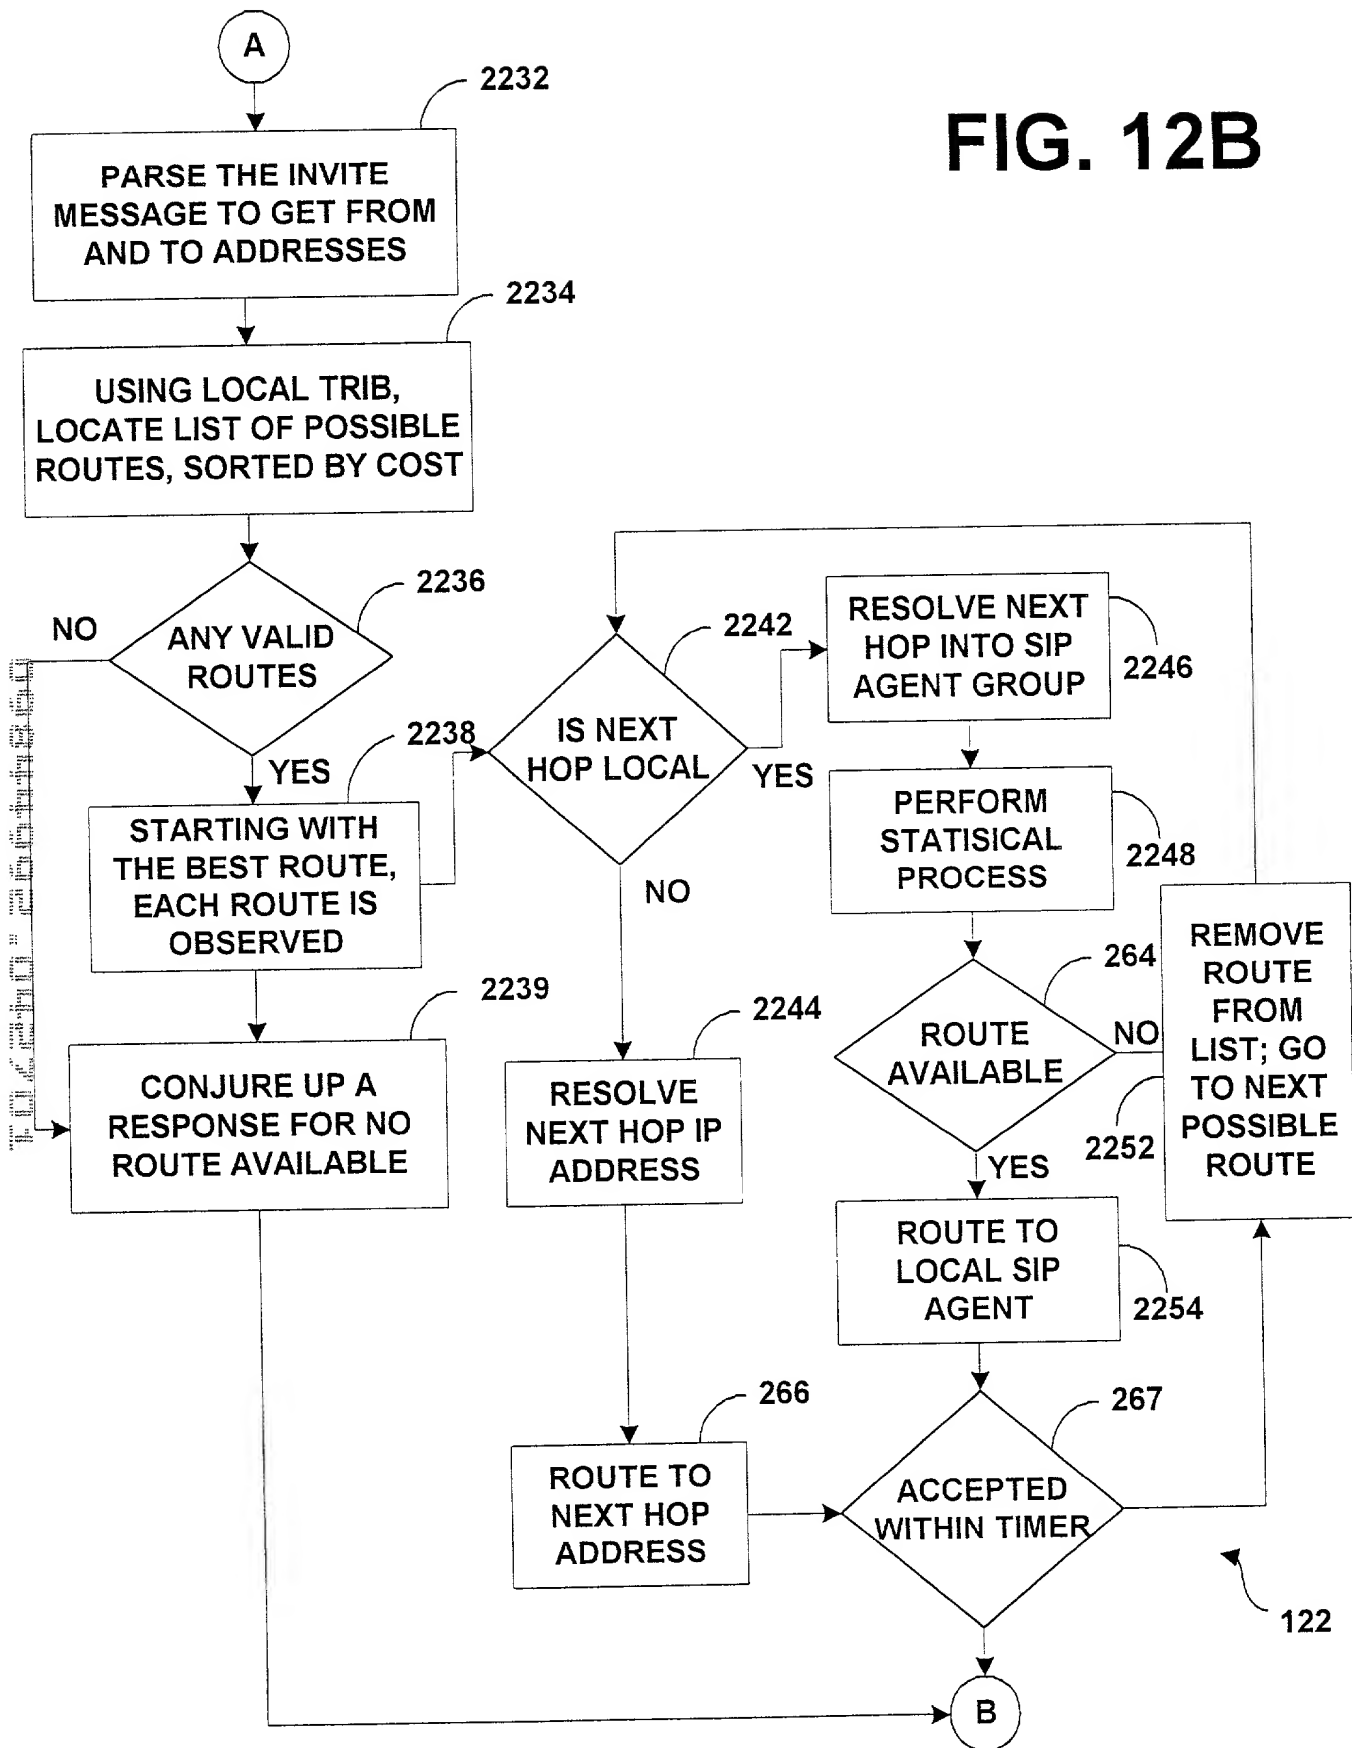 A
2232
FIG. 12B
PARSE THE INVITE
MESSAGE TO GET FROM
AND TO ADDRESSES
2234
USING LOCAL TRIB,
LOCATE LIST OF POSSIBLE
ROUTES, SORTED BY COST
2236
NO
ANY VALID
ROUTES
YES
2238
STARTING WITH
THE BEST ROUTE,
EACH ROUTE IS
OBSERVED
2239
CONJURE UP A
RESPONSE FOR NO
ROUTE AVAILABLE
2242
IS NEXT
HOP LOCAL
YES
NO
2244
RESOLVE
NEXT HOP IP
ADDRESS
266
ROUTE TO
NEXT HOP
ADDRESS
RESOLVE NEXT
HOP INTO SIP
AGENT GROUP
2246
PERFORM
STATISICAL
PROCESS
2248
264
ROUTE
AVAILABLE
NO
YES
2252
REMOVE
ROUTE
FROM
LIST; GO
TO NEXT
POSSIBLE
ROUTE
ROUTE TO
LOCAL SIP
AGENT
2254
267
ACCEPTED
WITHIN TIMER
122
B